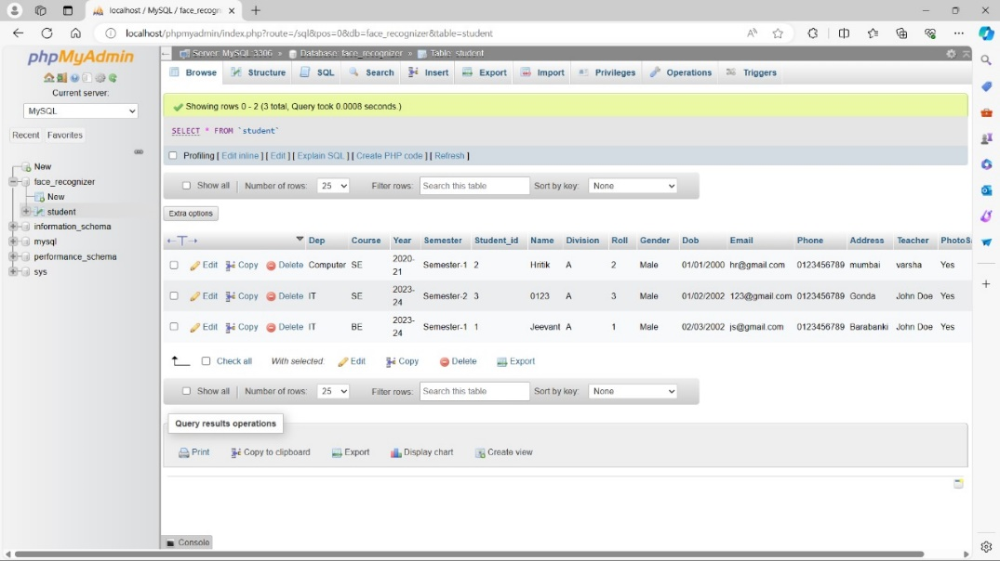 localhost / MySQL / face_recogni
localhost/phpmyadmin/index.php?route=/sql&pos=0&db=face_recognizer&table=student
phpMyAdmin
Current server:
MySQL
Recent Favorites
New
face_recognizer
New
student
information_schema
mysql
performance_schema
sys
Server: MySQL:3306 » Database: face_recognizer » Table: student
Browse Structure SQL Search Insert Export Import Privileges Operations Triggers
Showing rows 0 - 2 (3 total, Query took 0.0008 seconds.)
SELECT * FROM `student`
Profiling [ Edit inline ] [ Edit ] [ Explain SQL ] [ Create PHP code ] [ Refresh ]
Show all Number of rows: 25 Filter rows: Search this table Sort by key: None
Extra options
Dep Course Year Semester Student_id Name Division Roll Gender Dob Email Phone Address Teacher PhotoSa
Edit Copy Delete Computer SE 2020-21 Semester-1 2 Hritik A 2 Male 01/01/2000 hr@gmail.com 0123456789 mumbai varsha Yes
Edit Copy Delete IT SE 2023-24 Semester-2 3 0123 A 3 Male 01/02/2002 123@gmail.com 0123456789 Gonda John Doe Yes
Edit Copy Delete IT BE 2023-24 Semester-1 1 Jeevant A 1 Male 02/03/2002 js@gmail.com 0123456789 Barabanki John Doe Yes
Check all With selected: Edit Copy Delete Export
Show all Number of rows: 25 Filter rows: Search this table Sort by key: None
Query results operations
Print Copy to clipboard Export Display chart Create view
Console